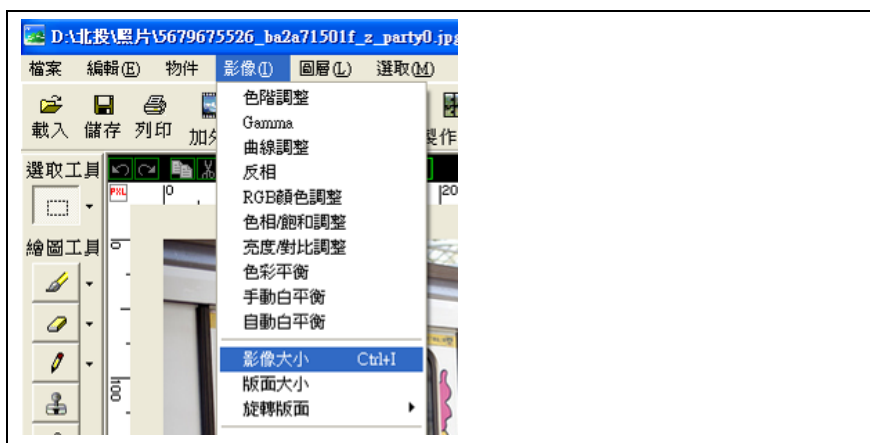 D:\北投\照片\5679675526_ba2a71501f_z_party0.jpg
檔案 編輯(E) 物件 影像(I) 圖層(L) 選取(M)
載入 儲存 列印
選取工具
PXL 0
繪圖工具
0
100
色階調整
Gamma
曲線調整
反相
RGB顏色調整
色相/飽和調整
亮度/對比調整
色彩平衡
手動白平衡
自動白平衡
影像大小 Ctrl+I
版面大小
旋轉版面